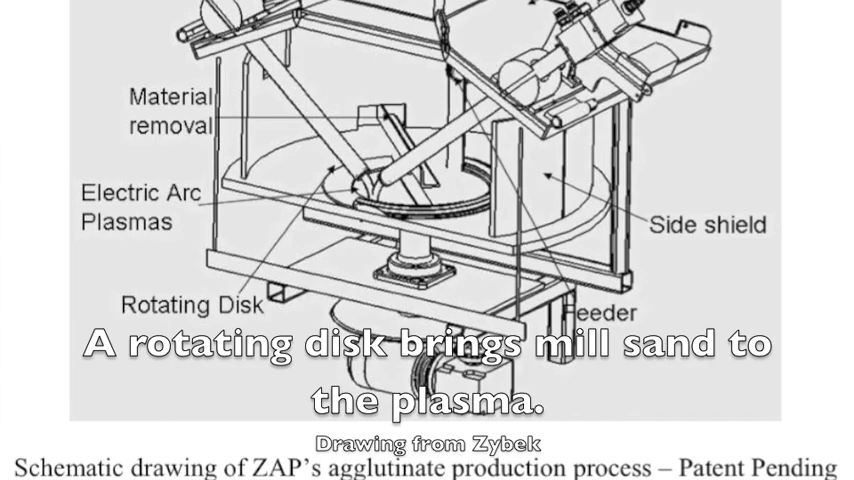 Material
removal
Electric Arc
Plasmas
Side shield
Rotating Disk
Feeder
A rotating disk brings mill sand to
the plasma.
Drawing from Zybek
Schematic drawing of ZAP's agglutinate production process – Patent Pending